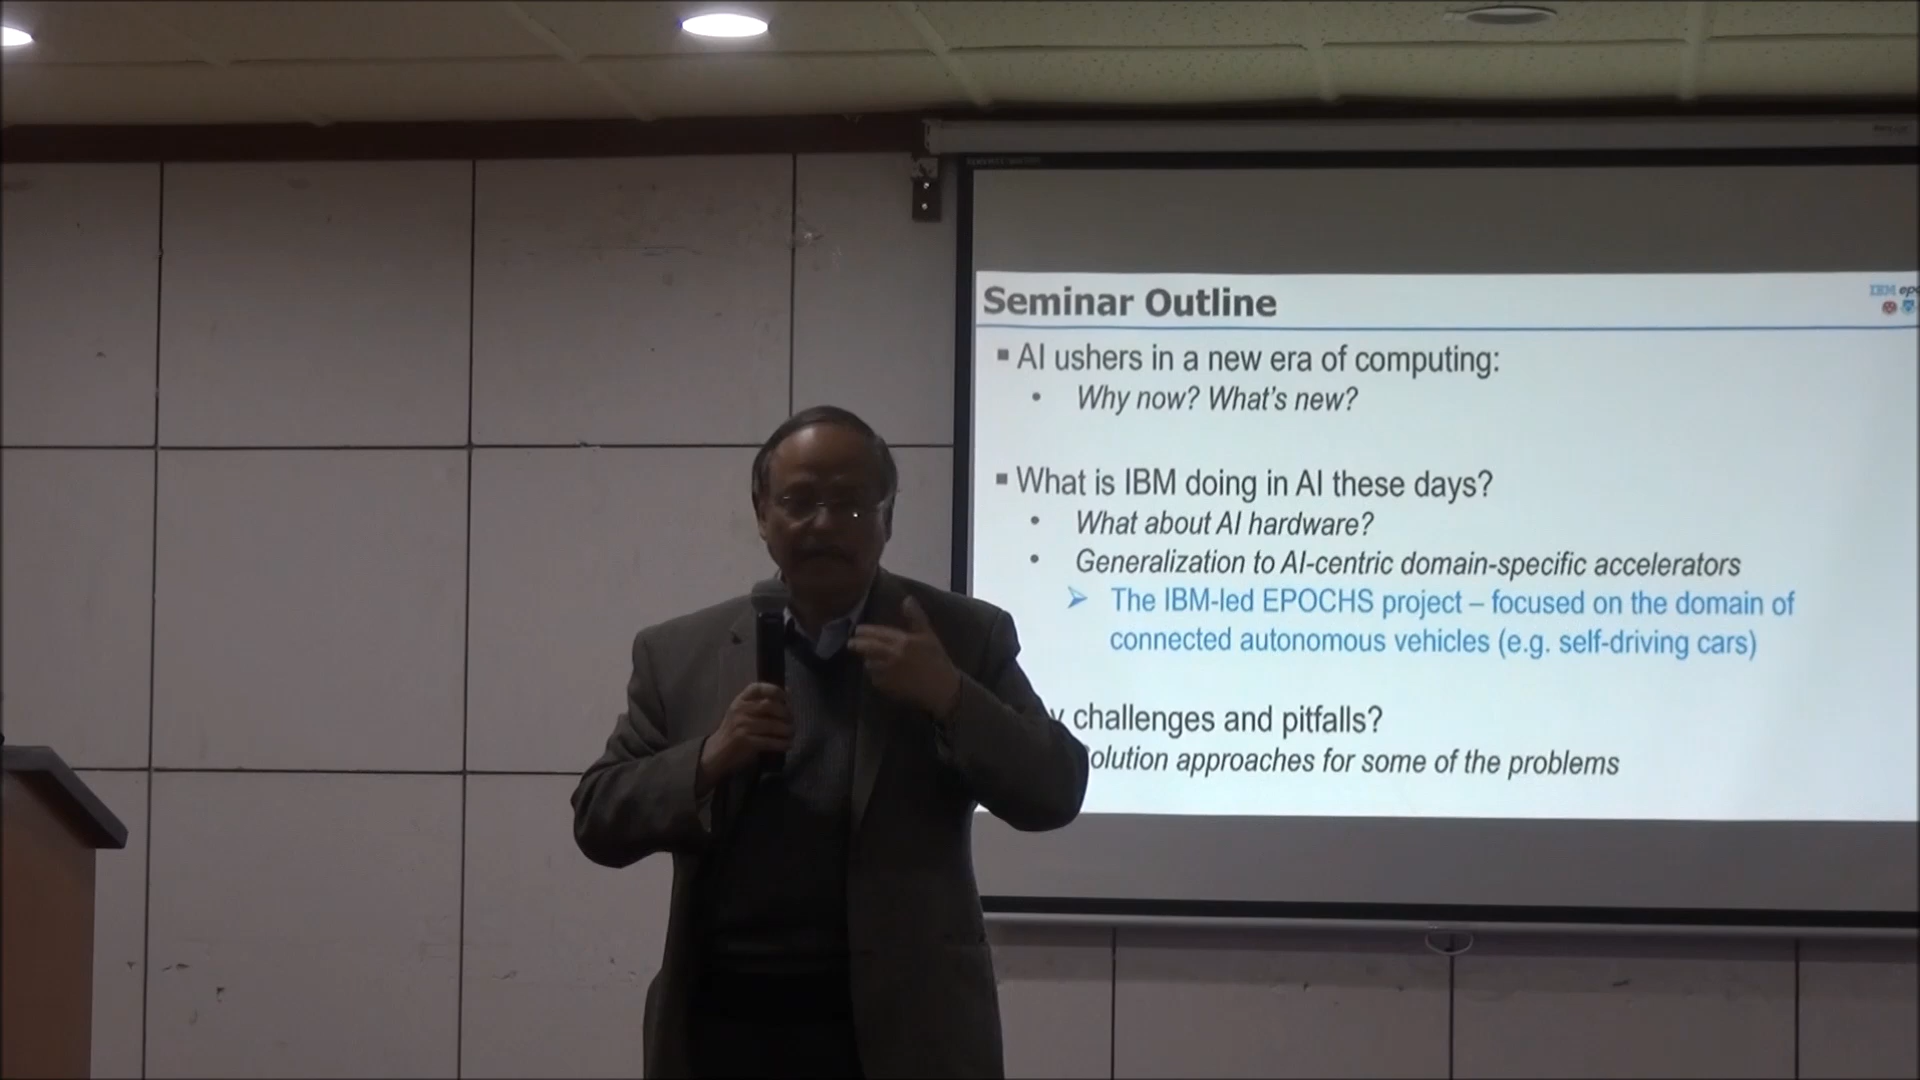 Seminar Outline
IBM epo
AI ushers in a new era of computing:
Why now? What's new?
What is IBM doing in AI these days?
What about AI hardware?
Generalization to AI-centric domain-specific accelerators
The IBM-led EPOCHS project – focused on the domain of
connected autonomous vehicles (e.g. self-driving cars)
y challenges and pitfalls?
olution approaches for some of the problems